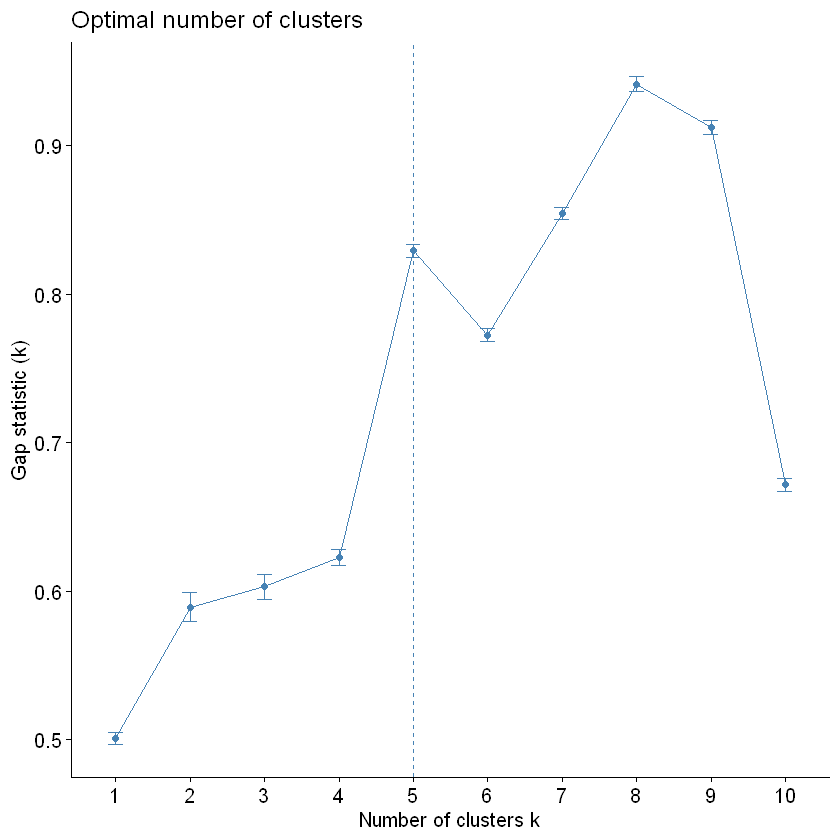 Optimal number of clusters
Gap statistic (k)
0.9
0.8
0.7
0.6
0.5
1 2 3 4 5 6 7 8 9 10
Number of clusters k